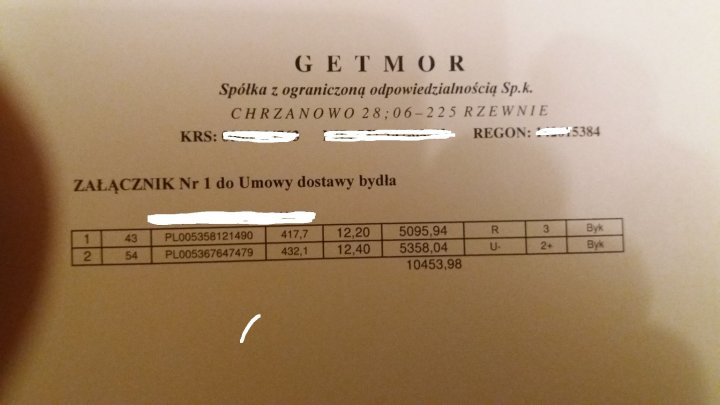 GETMOR
Spółka z ograniczoną odpowiedzialnością Sp.k.
CHRZANOWO 28; 06-225 RZEWNIE
KRS: REGON: 5384
ZAŁĄCZNIK Nr 1 do Umowy dostawy bydła
1 43 PL005358121490 417,7 12,20 5095,94 R 3 Byk
2 54 PL005367647479 432,1 12,40 5358,04 U- 2+ Byk
10453,98